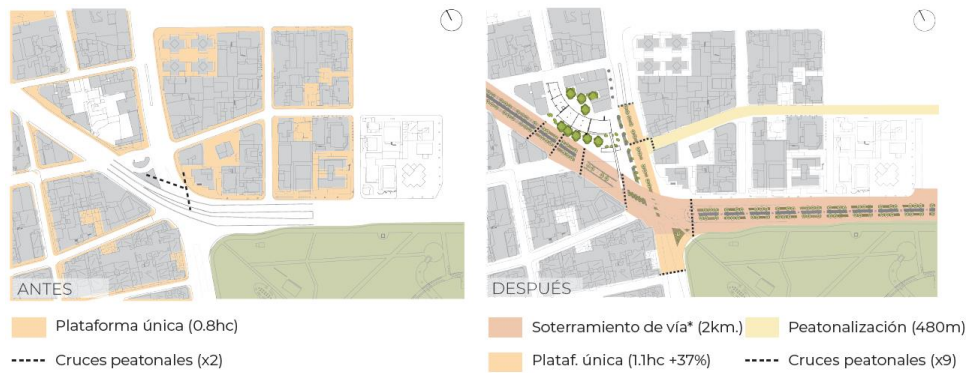 ANTES
DESPUÉS
Plataforma única (0.8hc)
Cruces peatonales (x2)
Soterramiento de vía* (2km.)
Peatonalización (480m)
Plataf. única (1.1hc +37%)
Cruces peatonales (x9)